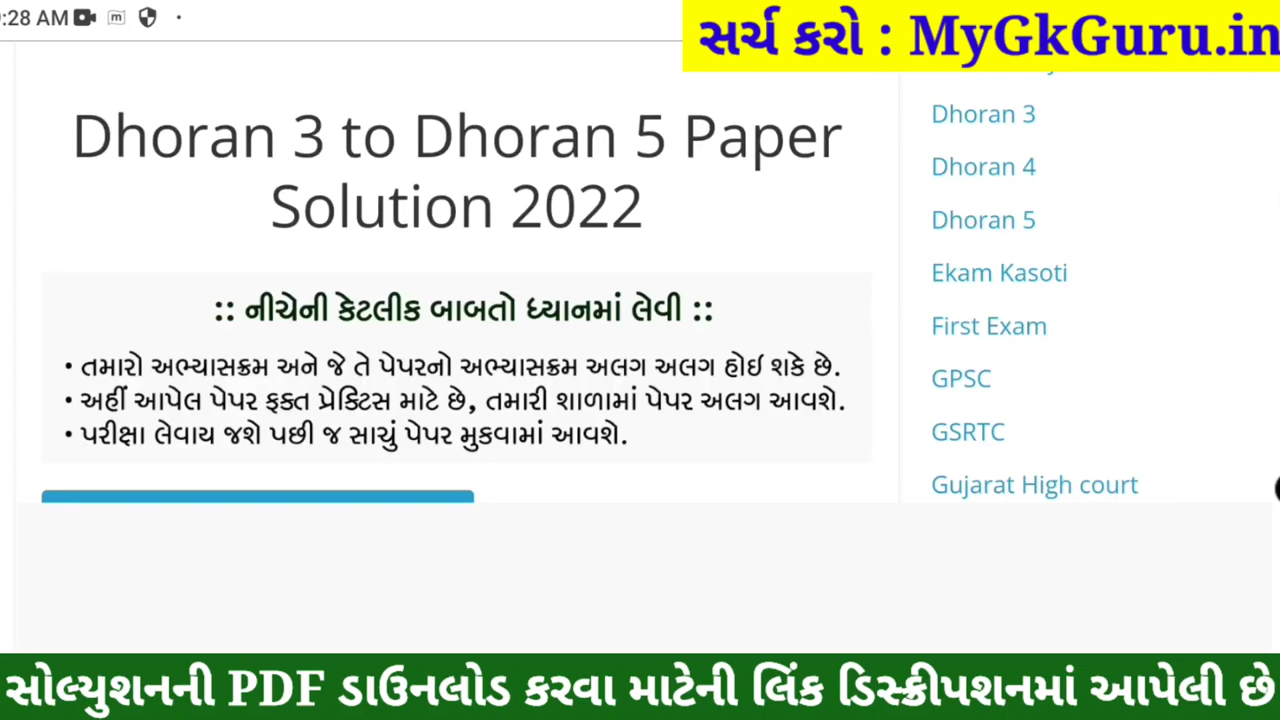 :28 AM
સર્ચ કરો : MyGkGuru.in
Dhoran 3 to Dhoran 5 Paper
Solution 2022
:: નીચેની કેટલીક બાબતો ધ્યાનમાં લેવી ::
• તમારો અભ્યાસક્રમ અને જે તે પેપરનો અભ્યાસક્રમ અલગ અલગ હોઈ શકે છે.
• અહીં આપેલ પેપર ફક્ત પ્રેક્ટિસ માટે છે, તમારી શાળામાં પેપર અલગ આવશે.
• પરીક્ષા લેવાય જશે પછી જ સાચું પેપર મુકવામાં આવશે.
Dhoran 3
Dhoran 4
Dhoran 5
Ekam Kasoti
First Exam
GPSC
GSRTC
Gujarat High court
સોલ્યુશનની PDF ડાઉનલોડ કરવા માટેની લિંક ડિસ્ક્રીપશનમાં આપેલી છે